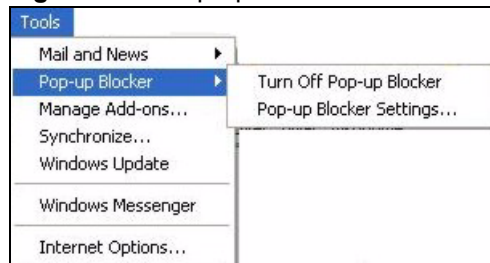 Tools
Mail and News
Pop-up Blocker
Turn Off Pop-up Blocker
Manage Add-ons...
Pop-up Blocker Settings...
Synchronize...
Windows Update
Windows Messenger
Internet Options...